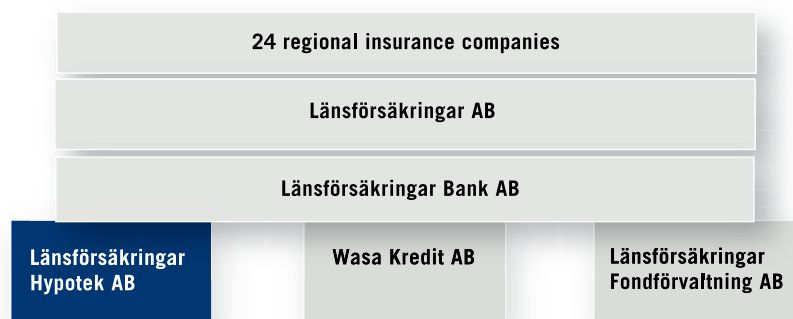 24 regional insurance companies
Länsförsäkringar AB
Länsförsäkringar Bank AB
Länsförsäkringar
Hypotek AB
Wasa Kredit AB
Länsförsäkringar
Fondförvaltning AB